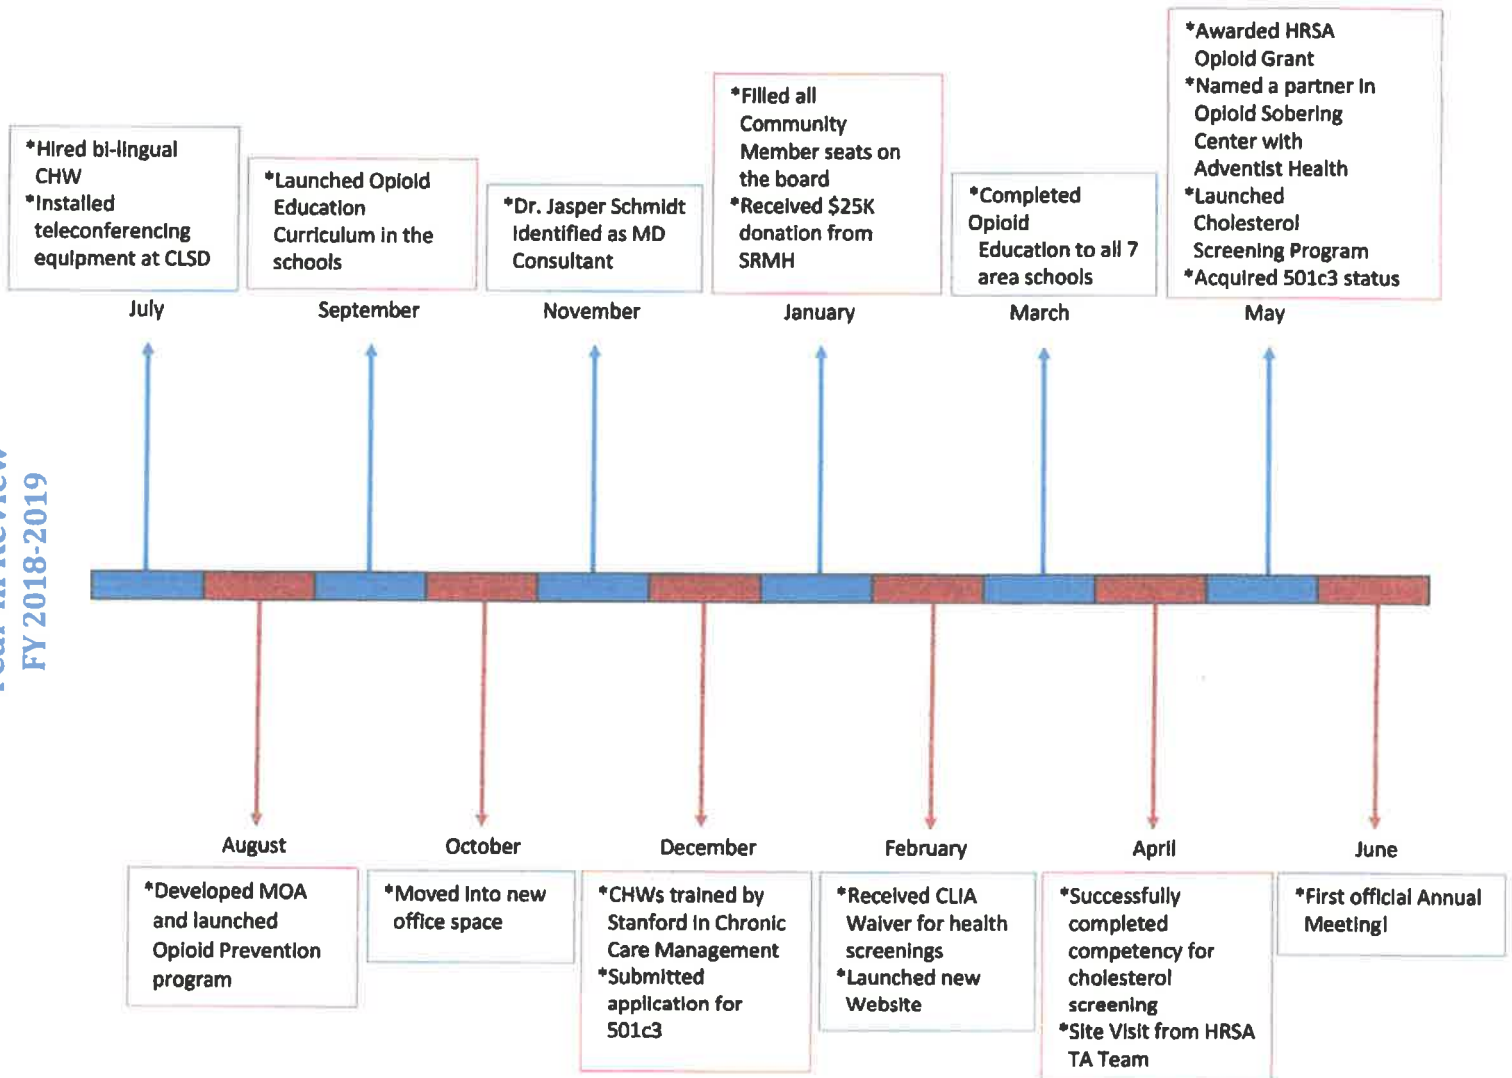 *Hired bi-lingual
CHW
*Installed
teleconferencing
equipment at CLSD
July
*Launched Opioid
Education
Curriculum in the
schools
September
*Dr. Jasper Schmidt
identified as MD
Consultant
November
*Filled all
Community
Member seats on
the board
*Received $25K
donation from
SRMH
January
*Completed
Opioid
Education to all 7
area schools
March
*Awarded HRSA
Opioid Grant
*Named a partner in
Opioid Sobering
Center with
Adventist Health
*Launched
Cholesterol
Screening Program
*Acquired 501c3 status
May
Year in Review
FY 2018-2019
August
*Developed MOA
and launched
Opioid Prevention
program
October
*Moved into new
office space
December
*CHWs trained by
Stanford in Chronic
Care Management
*Submitted
application for
501c3
February
*Received CLIA
Waiver for health
screenings
*Launched new
Website
April
*Successfully
completed
competency for
cholesterol
screening
*Site Visit from HRSA
TA Team
June
*First official Annual
Meeting!